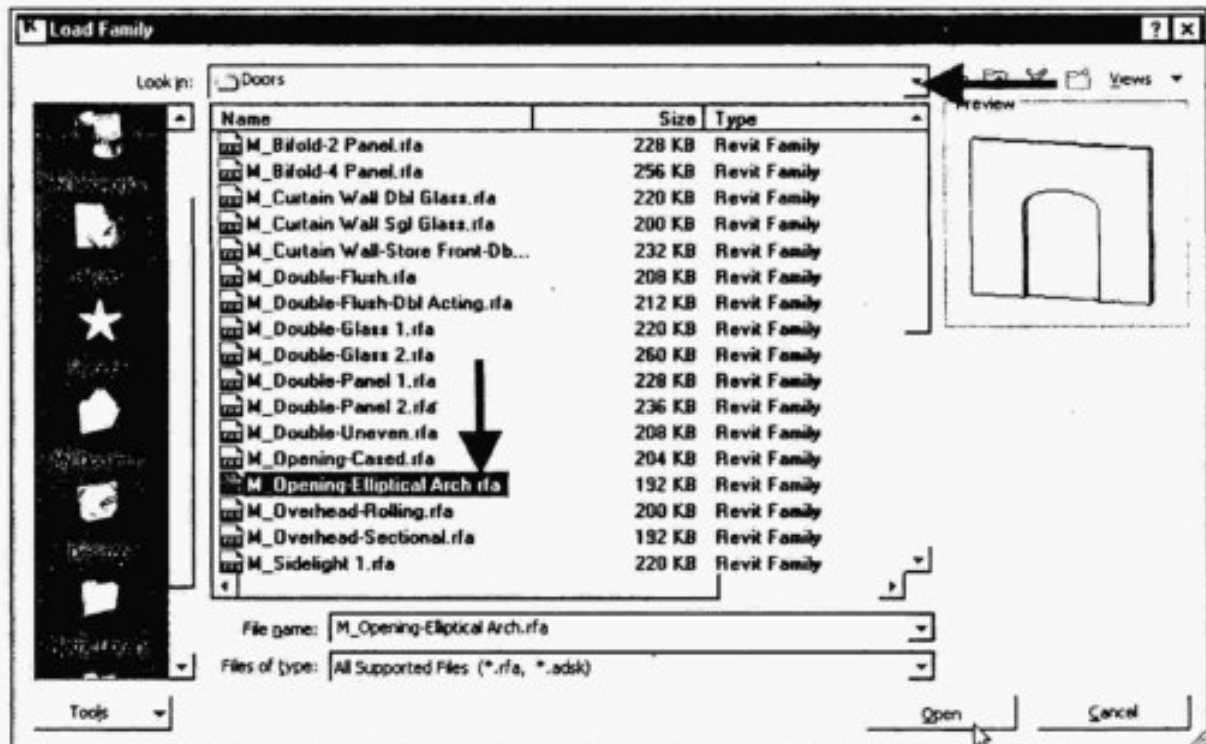 Load Family
Look in: Doors Views
Preview
Name Size Type
M_Bifold-2 Panel.rfa 228 KB Revit Family
M_Bifold-4 Panel.rfa 256 KB Revit Family
M_Curtain Wall Dbl Glass.rfa 220 KB Revit Family
M_Curtain Wall Sgl Glass.rfa 200 KB Revit Family
M_Curtain Wall-Store Front-Db... 232 KB Revit Family
M_Double-Flush.rfa 208 KB Revit Family
M_Double-Flush-Dbl Acting.rfa 212 KB Revit Family
M_Double-Glass 1.rfa 220 KB Revit Family
M_Double-Glass 2.rfa 260 KB Revit Family
M_Double-Panel 1.rfa 228 KB Revit Family
M_Double-Panel 2.rfa 236 KB Revit Family
M_Double-Uneven.rfa 208 KB Revit Family
M_Opening-Cased.rfa 204 KB Revit Family
M_Opening-Elliptical Arch.rfa 192 KB Revit Family
M_Overhead-Rolling.rfa 200 KB Revit Family
M_Overhead-Sectional.rfa 192 KB Revit Family
M_Sidelight 1.rfa 220 KB Revit Family
File name: M_Opening-Elliptical Arch.rfa
Files of type: All Supported Files (*.rfa, *.adsk)
Tools Open Cancel